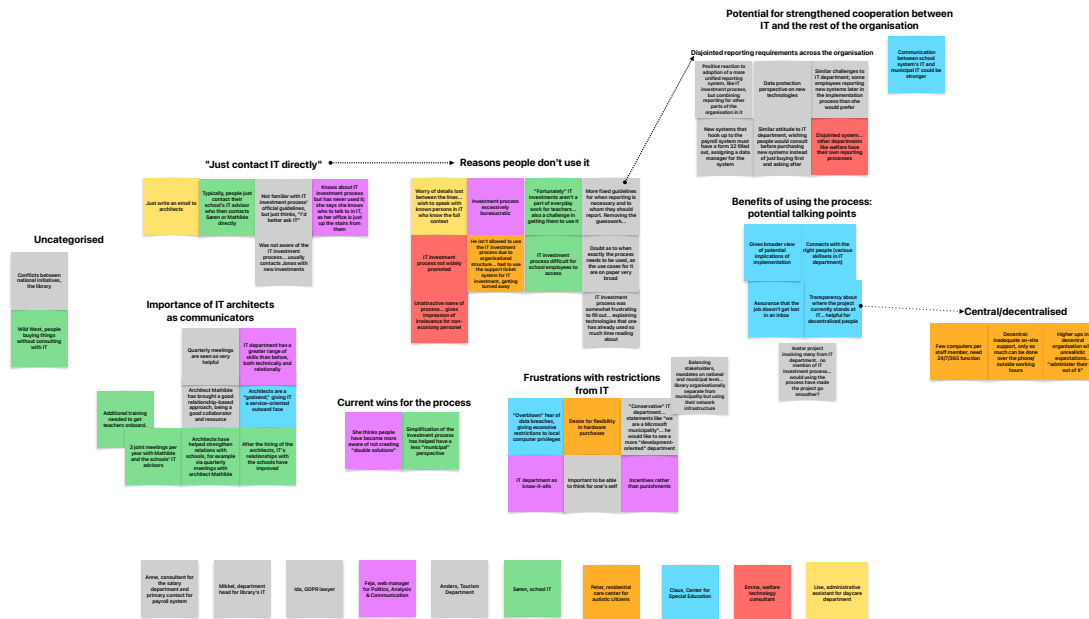 Potential for strengthened cooperation between
IT and the rest of the organisation
Disjointed reporting requirements across the organisation
Positive reaction to
adoption of a more
unified reporting
system, like IT
investment process,
but combining
reporting for other
parts of the
organisation in it
Data protection
perspective on new
technologies
Similar challenges to
IT department; some
employees reporting
new systems later in
the implementation
process than she
would prefer
New systems that
hook up to the
payroll system must
have a form 32 filled
out, assigning a data
manager for the
system
Similar attitude to IT
department, wishing
people would consult
before purchasing
new systems instead
of just buying first
and asking after
Disjointed system...
other departments
like welfare have
their own reporting
processes
Communication
between school
system's IT and
municipal IT could be
stronger
"Just contact IT directly"
Just write an email to
architects
Typically, people just
contact their
school's IT advisor
who then contacts
Søren or Mathilde
directly
Not familiar with IT
investment process'
official guidelines,
but just thinks, "I'd
better ask IT"
Knows about IT
investment process
but has never used it;
she says she knows
who to talk to in IT,
as her office is just
up the stairs from
them
Was not aware of the
IT investment
process... usually
contacts Jonas with
new investments
Reasons people don't use it
Worry of details lost
between the lines...
wish to speak with
known persons in IT
who know the full
context
Investment process
excessively
bureaucratic
"Fortunately" IT
investments aren't a
part of everyday
work for teachers...
also a challenge in
getting them to use it
More fixed guidelines
for when reporting is
necessary and to
whom they should
report. Removing the
guesswork...
IT investment
process not widely
promoted
He isn't allowed to use
the IT investment
process due to
organisational
structure... had to use
the support ticket
system for IT
investment, getting
turned away
IT investment
process difficult for
school employees to
access
Doubt as to when
exactly the process
needs to be used, as
the use cases for it
are on paper very
broad
Unattractive name of
process... gives
impression of
irrelevance for non-
economy personel
IT investment
process was
somewhat frustrating
to fill out... explaining
technologies that one
has already used so
much time reading
about
Benefits of using the process:
potential talking points
Gives broader view
of potential
implications of
implementation
Connects with the
right people (various
skillsets in IT
department)
Assurance that the
job doesn't get lost
in an inbox
Transparency about
where the project
currently stands at
IT... helpful for
decentralised people
Avatar project
involving many from IT
department... no
mention of IT
investment process...
would using the
process have made
the project go
smoother?
Central/decentralised
Few computers per
staff member, need
24/7/365 function
Decentral:
inadequate on-site
support, only so
much can be done
over the phone/
outside working
hours
Higher ups in
decentral
organisation wi
unrealistic
expectations..
"administer them
out of it"
Uncategorised
Conflicts between
national initiatives,
the library
Wild West, people
buying things
without consulting
with IT
Importance of IT architects
as communicators
Quarterly meetings
are seen as very
helpful
IT department has a
greater range of
skills than before,
both technically and
relationally
Architect Mathilde
has brought a good
relationship-based
approach, being a
good collaborator
and resource
Architects are a
"godsend," giving IT
a service-oriented
outward face
Additional training
needed to get
teachers onboard
3 joint meetings per
year with Mathilde
and the schools' IT
advisors
Architects have
helped strengthen
relations with
schools, for example
via quarterly
meetings with
architect Mathilde
After the hiring of the
architects, IT's
relationships with
the schools have
improved
Current wins for the process
She thinks people
have become more
aware of not creating
"double solutions"
Simplification of the
investment process
has helped have a
less "municipal"
perspective
Frustrations with restrictions
from IT
Balancing
stakeholders,
mandates on national
and municipal level...
library organisationally
separate from
municipality but using
their network
infrastructure
"Overblown" fear of
data breaches,
giving excessive
restrictions to local
computer privileges
Desire for flexibility
in hardware
purchases
"Conservative" IT
department...
statements like "we
are a Microsoft
municipality"... he
would like to see a
more "development-
oriented" department
IT department as
know-it-alls
Important to be able
to think for one's self
Incentives rather
than punishments
Anne, consultant for
the salary
department and
primary contact for
payroll system
Mikkel, department
head for library's IT
Ida, GDPR lawyer
Feja, web manager
for Politics, Analysis
& Communication
Anders, Tourism
Department
Søren, school IT
Peter, residential
care center for
autistic citizens
Claus, Center for
Special Education
Emma, welfare
technology
consultant
Lise, administrative
assistant for daycare
department